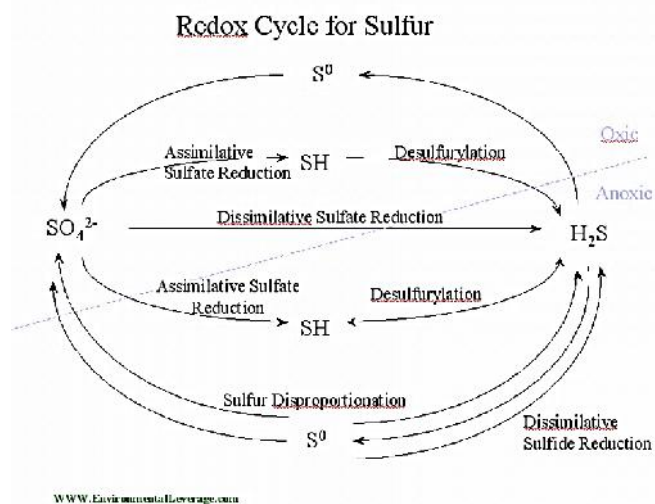 Redox Cycle for Sulfur
S⁰
Oxic
Assimilative
Sulfate Reduction
SH
Desulfurylation
Anoxic
SO₄²⁻
Dissimilative Sulfate Reduction
H₂S
Assimilative Sulfate
Reduction
Desulfurylation
SH
Sulfur Disproportionation
S⁰
Dissimilative
Sulfide Reduction
WWW.EnvironmentalLeverage.com